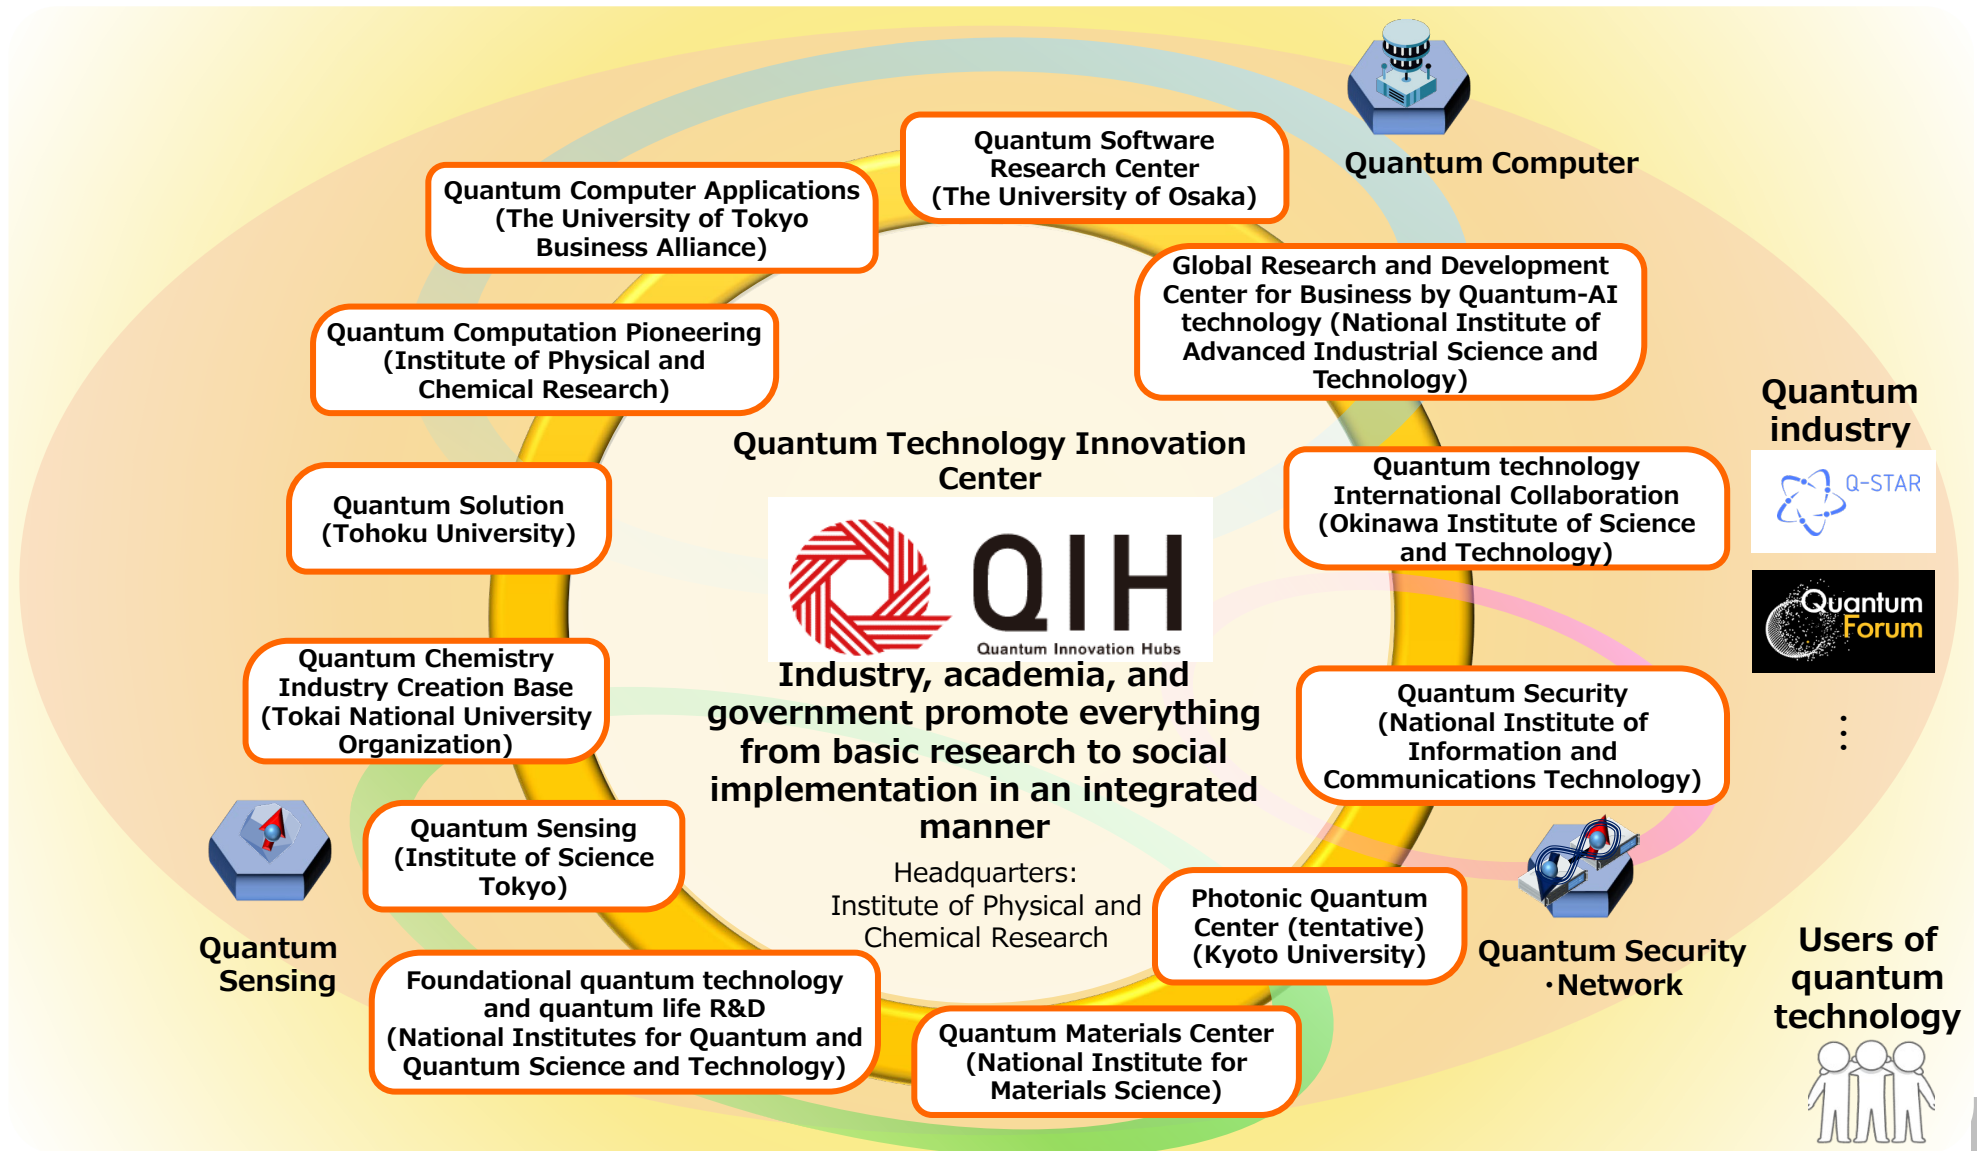 Quantum Computer
Quantum Software
Research Center
(The University of Osaka)
Quantum Computer Applications
(The University of Tokyo
Business Alliance)
Global Research and Development
Center for Business by Quantum-AI
technology (National Institute of
Advanced Industrial Science and
Technology)
Quantum Computation Pioneering
(Institute of Physical and
Chemical Research)
Quantum
industry
Q-STAR
Quantum
Forum
⋮
Quantum Technology Innovation
Center
QIH
Quantum Innovation Hubs
Industry, academia, and
government promote everything
from basic research to social
implementation in an integrated
manner
Headquarters:
Institute of Physical and
Chemical Research
Quantum technology
International Collaboration
(Okinawa Institute of Science
and Technology)
Quantum Solution
(Tohoku University)
Quantum Chemistry
Industry Creation Base
(Tokai National University
Organization)
Quantum Security
(National Institute of
Information and
Communications Technology)
Quantum Sensing
(Institute of Science
Tokyo)
Photonic Quantum
Center (tentative)
(Kyoto University)
Quantum
Sensing
Quantum Security
・Network
Foundational quantum technology
and quantum life R&D
(National Institutes for Quantum and
Quantum Science and Technology)
Quantum Materials Center
(National Institute for
Materials Science)
Users of
quantum
technology